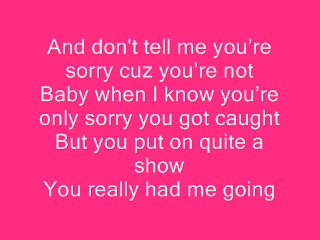 And don't tell me you’re
sorry cuz you’re not
Baby when I know you’re
only sorry you got caught
But you put on quite a
show
You really had me going